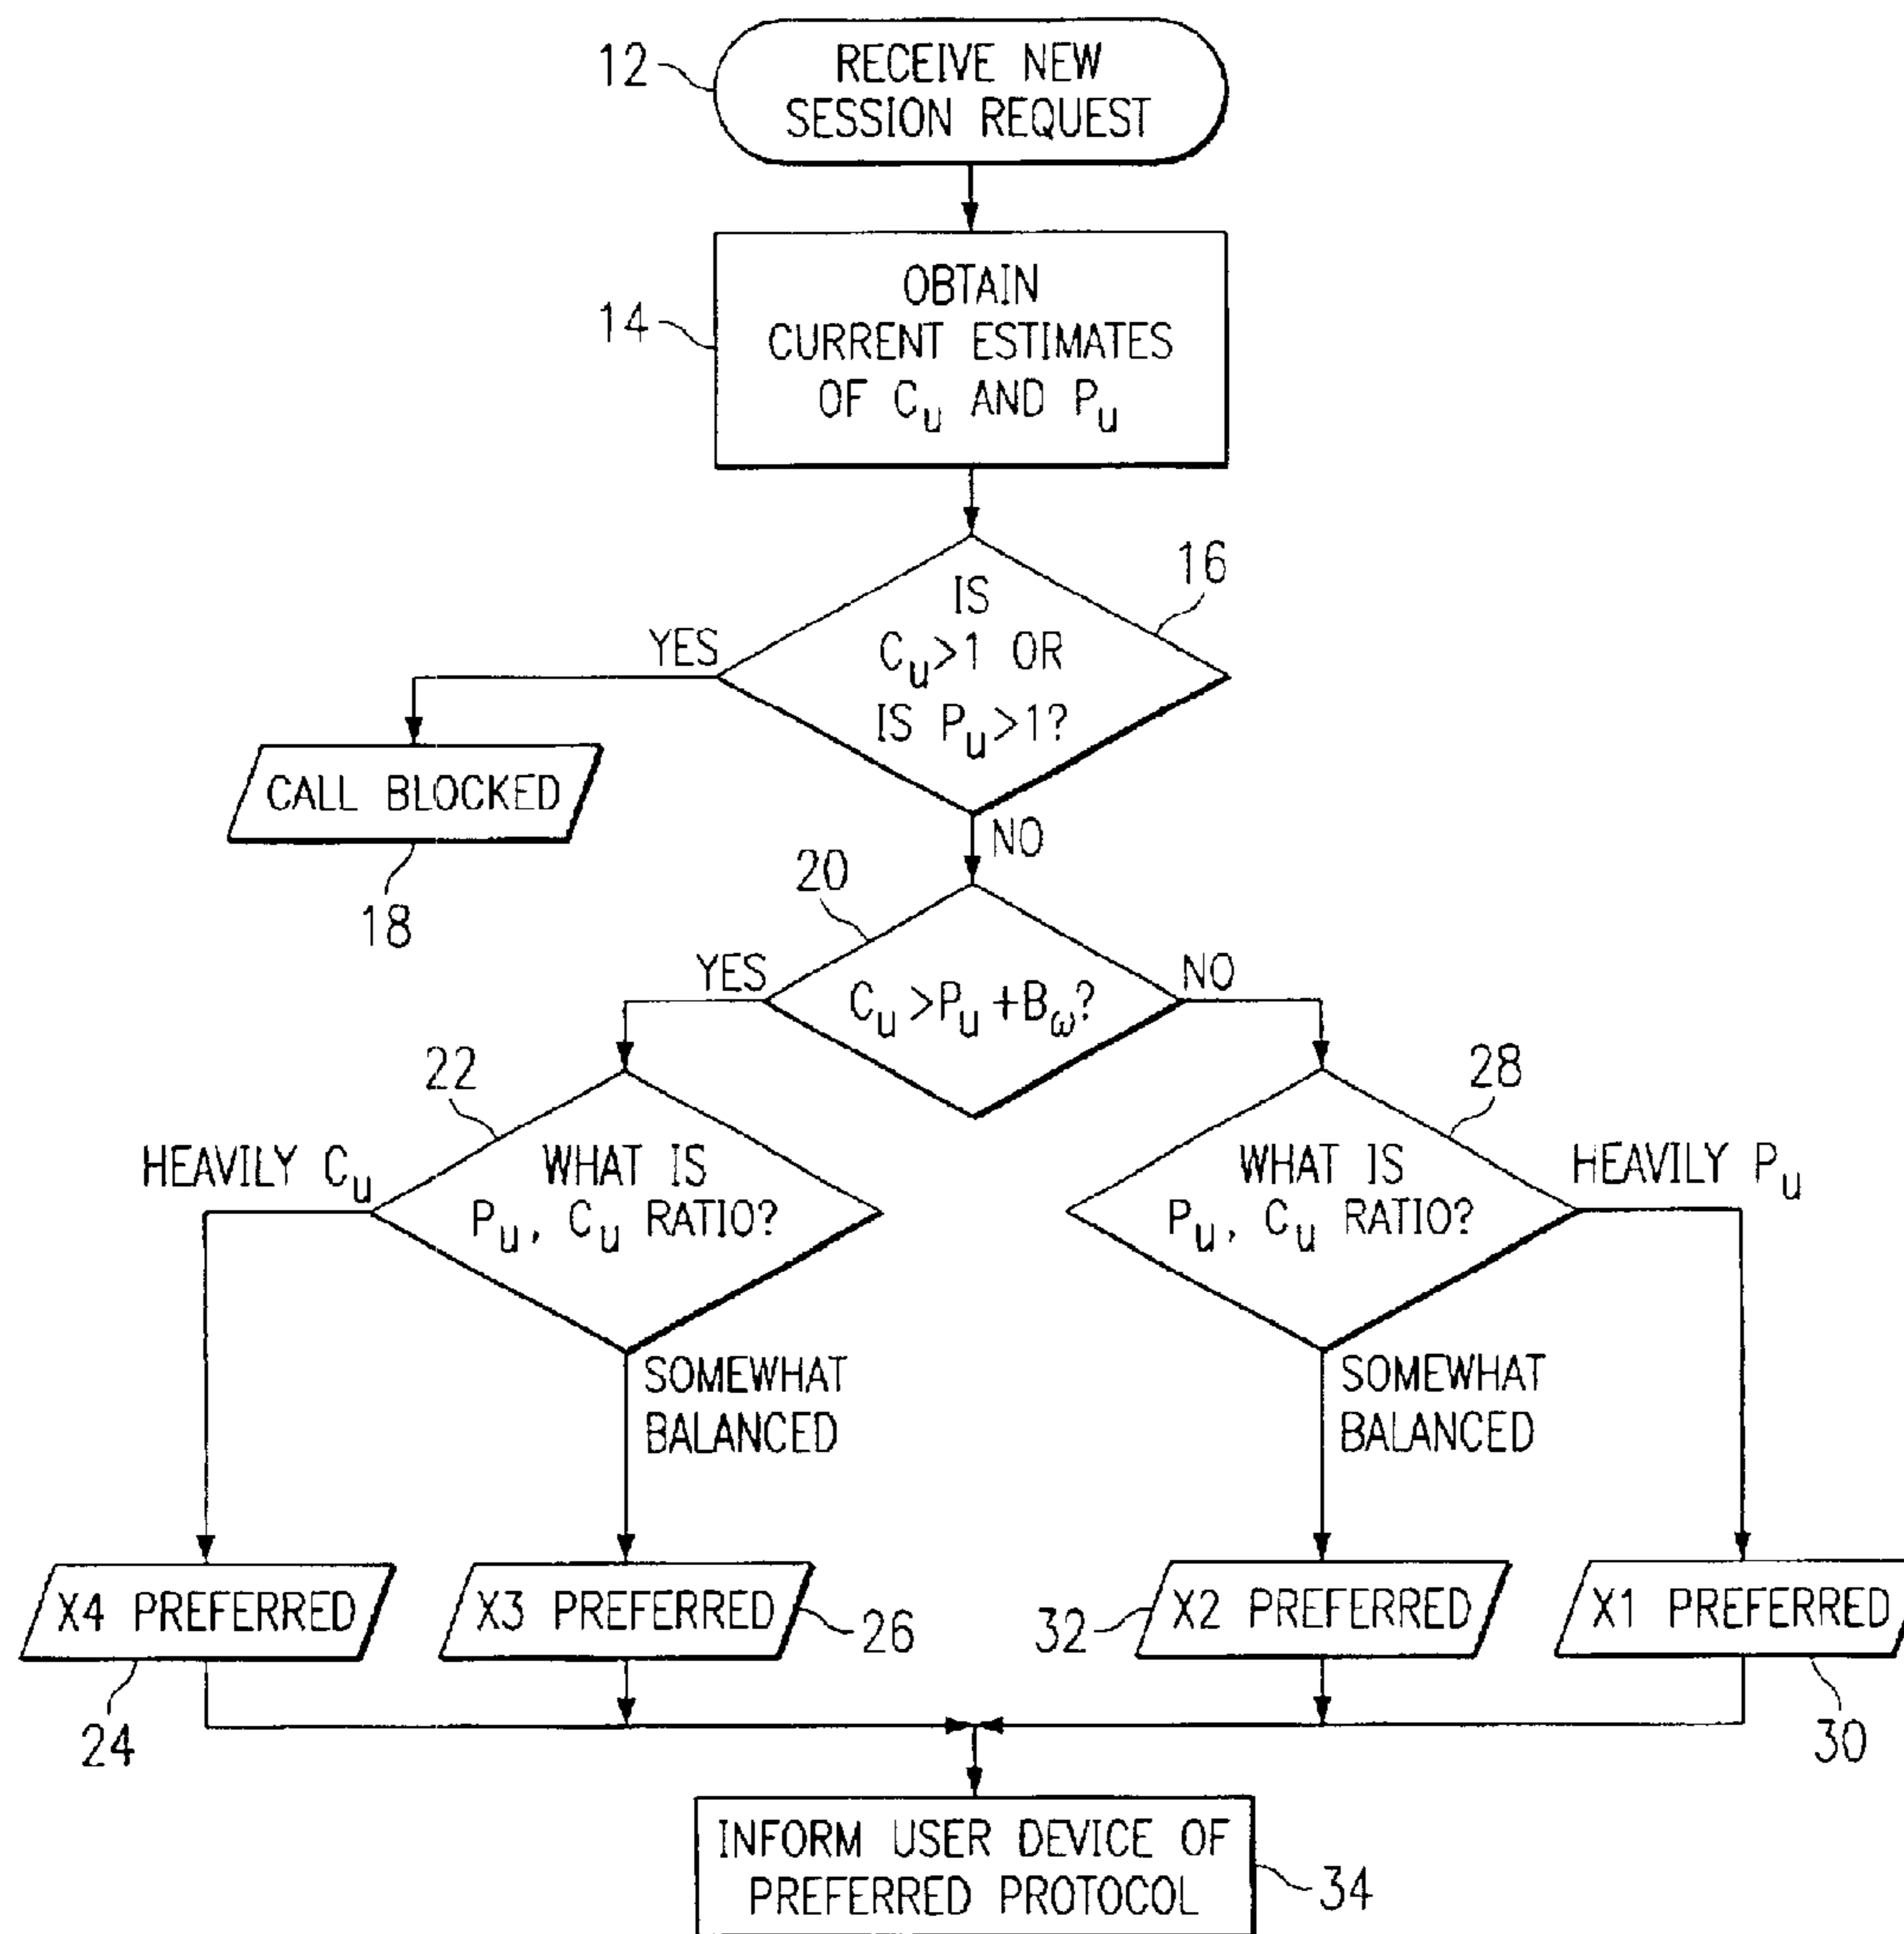 12
RECEIVE NEW
SESSION REQUEST
14
OBTAIN
CURRENT ESTIMATES
OF Cu AND Pu
16
IS
Cu>1 OR
IS Pu>1?
YES
CALL BLOCKED
18
NO
20
Cu>Pu+Bω?
YES
NO
22
WHAT IS
Pu, Cu RATIO?
HEAVILY Cu
SOMEWHAT
BALANCED
28
WHAT IS
Pu, Cu RATIO?
HEAVILY Pu
SOMEWHAT
BALANCED
X4 PREFERRED
24
X3 PREFERRED
26
32
X2 PREFERRED
X1 PREFERRED
30
INFORM USER DEVICE OF
PREFERRED PROTOCOL
34